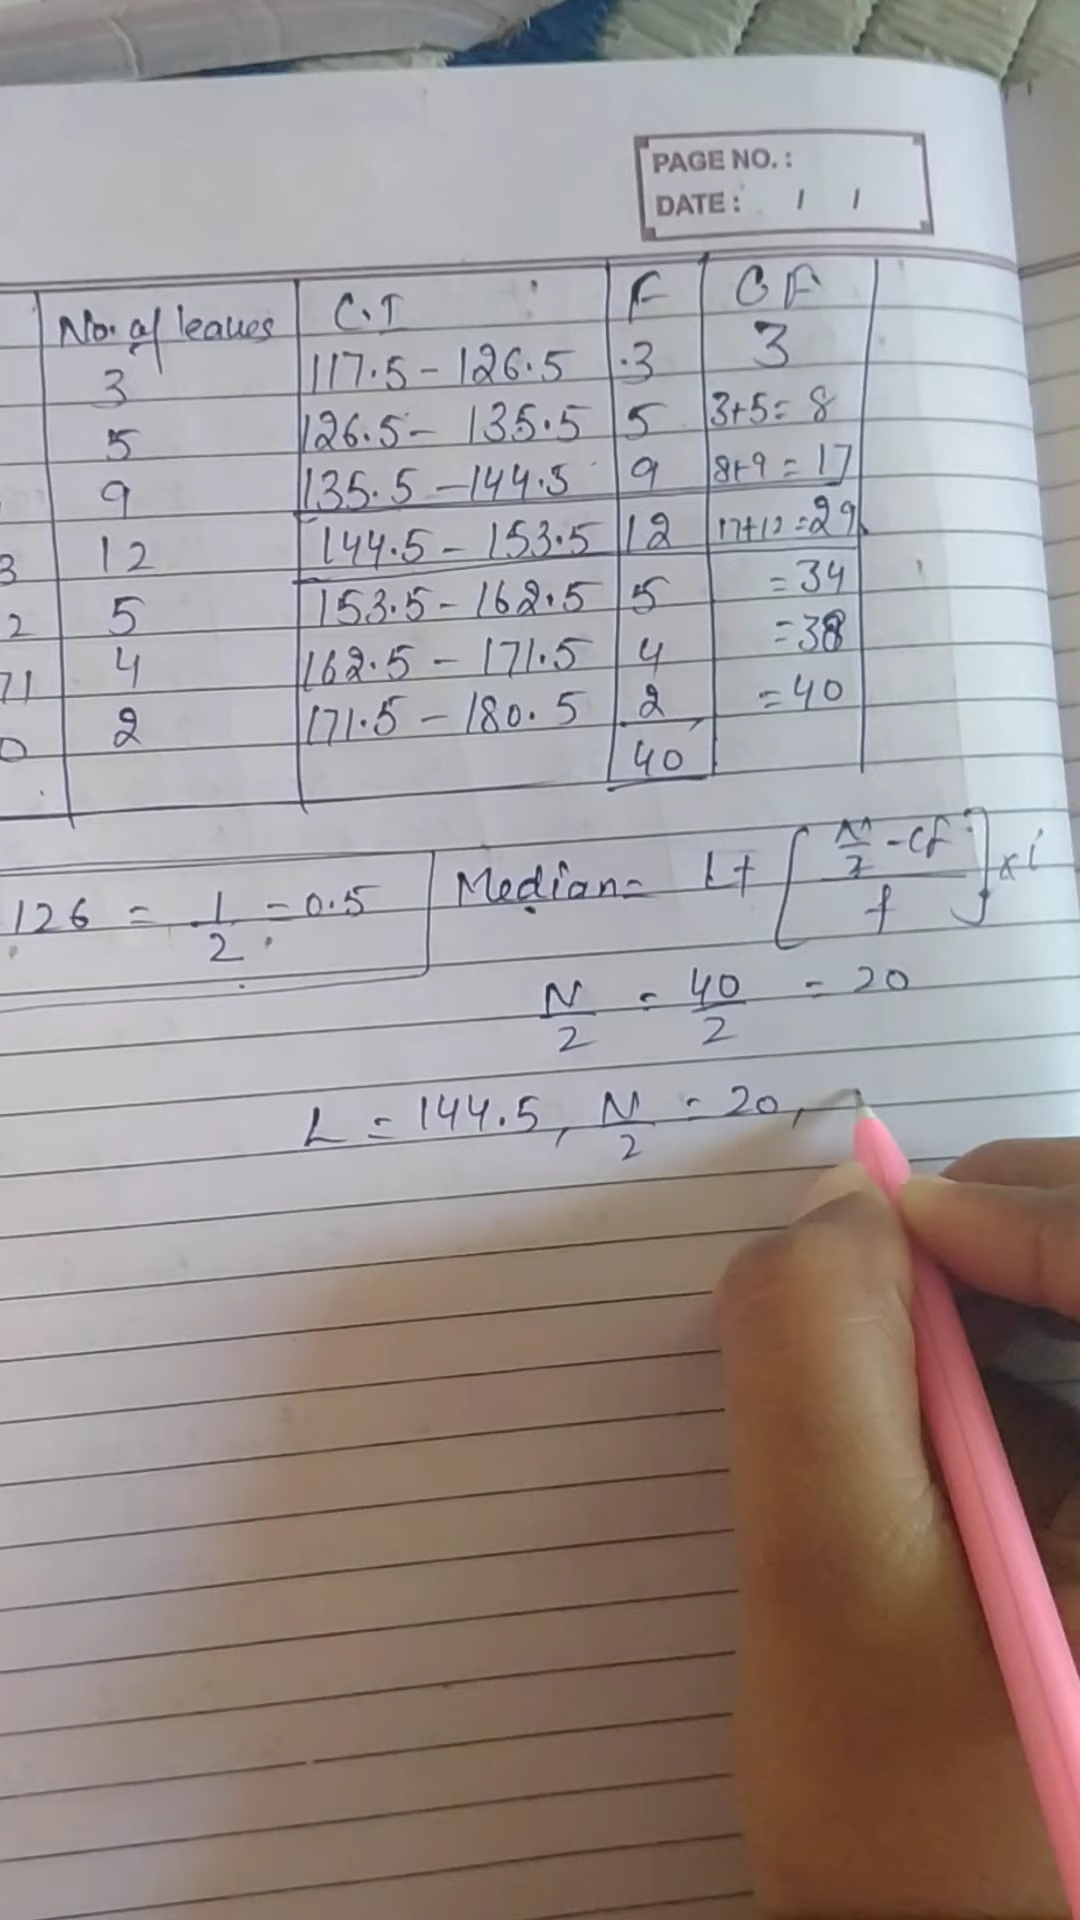 PAGE NO. :
DATE : / /
No. of leaves C.I F CF
3 117.5 - 126.5 3 3
5 126.5 - 135.5 5 3+5= 8
9 135.5 - 144.5 9 8+9 = 17
3 12 144.5 - 153.5 12 17+12 =29
2 5 153.5 - 162.5 5 =34
71 4 162.5 - 171.5 4 =38
0 2 171.5 - 180.5 2 =40
40
126 = 1/2 = 0.5 Median= L+ [N/2 - cf / f] × i
N/2 = 40/2 = 20
L = 144.5, N/2 = 20,